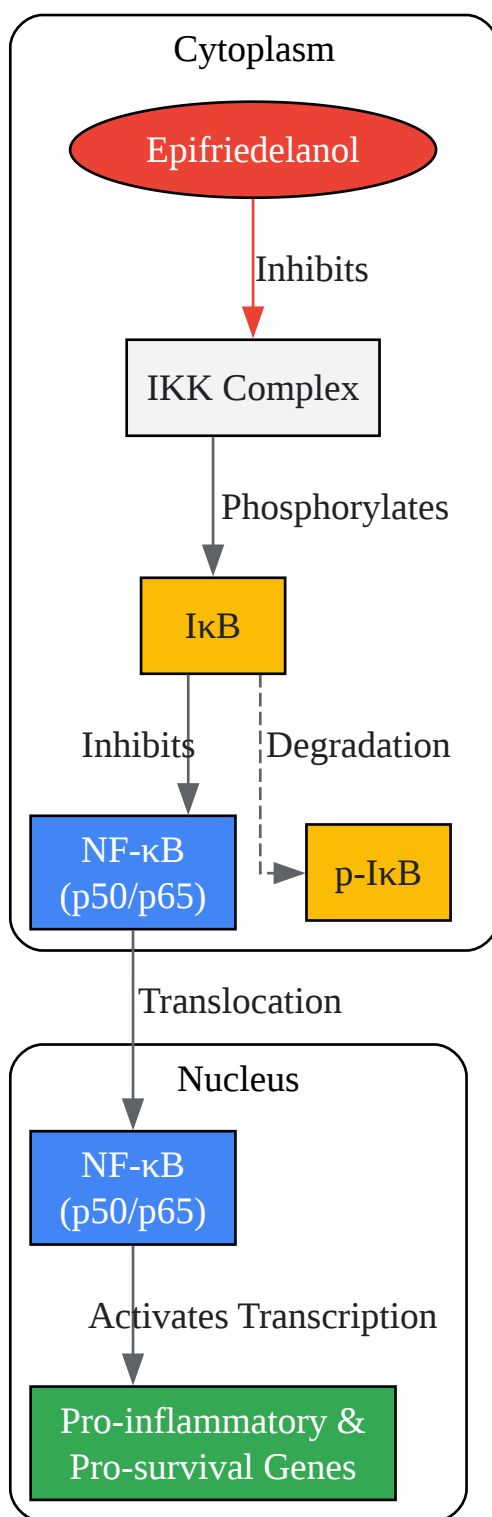 Cytoplasm
Epifriedelanol
Inhibits
IKK Complex
Phosphorylates
IκB
Inhibits
Degradation
NF-κB
(p50/p65)
p-IκB
Translocation
Nucleus
NF-κB
(p50/p65)
Activates Transcription
Pro-inflammatory &
Pro-survival Genes